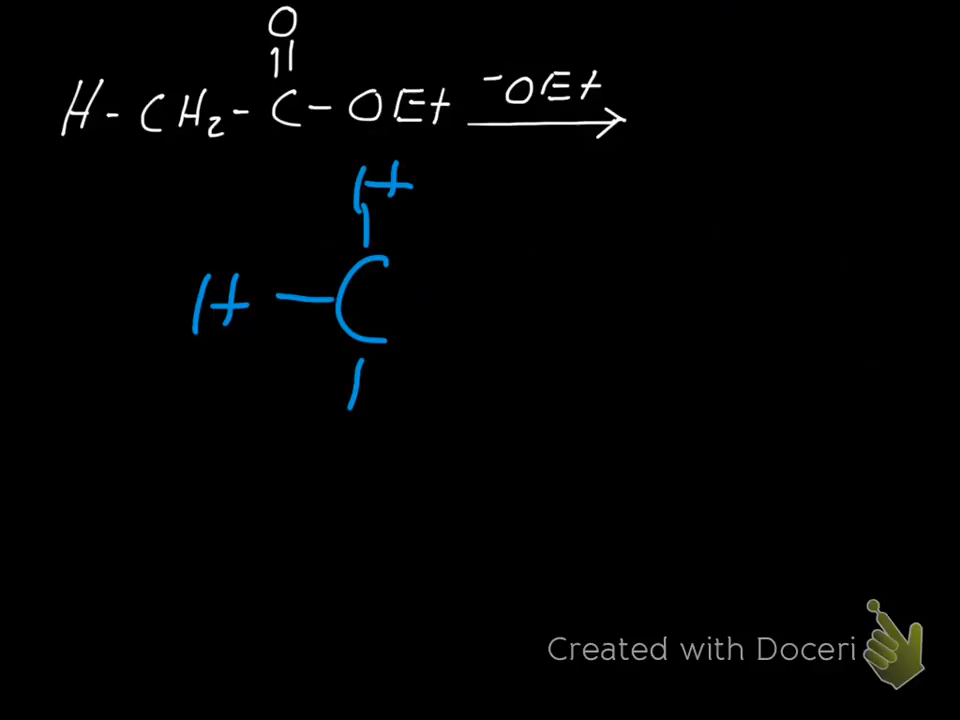 O
||
H - CH₂ - C - OEt ⁻OEt →
H
|
H — C
|
Created with Doceri